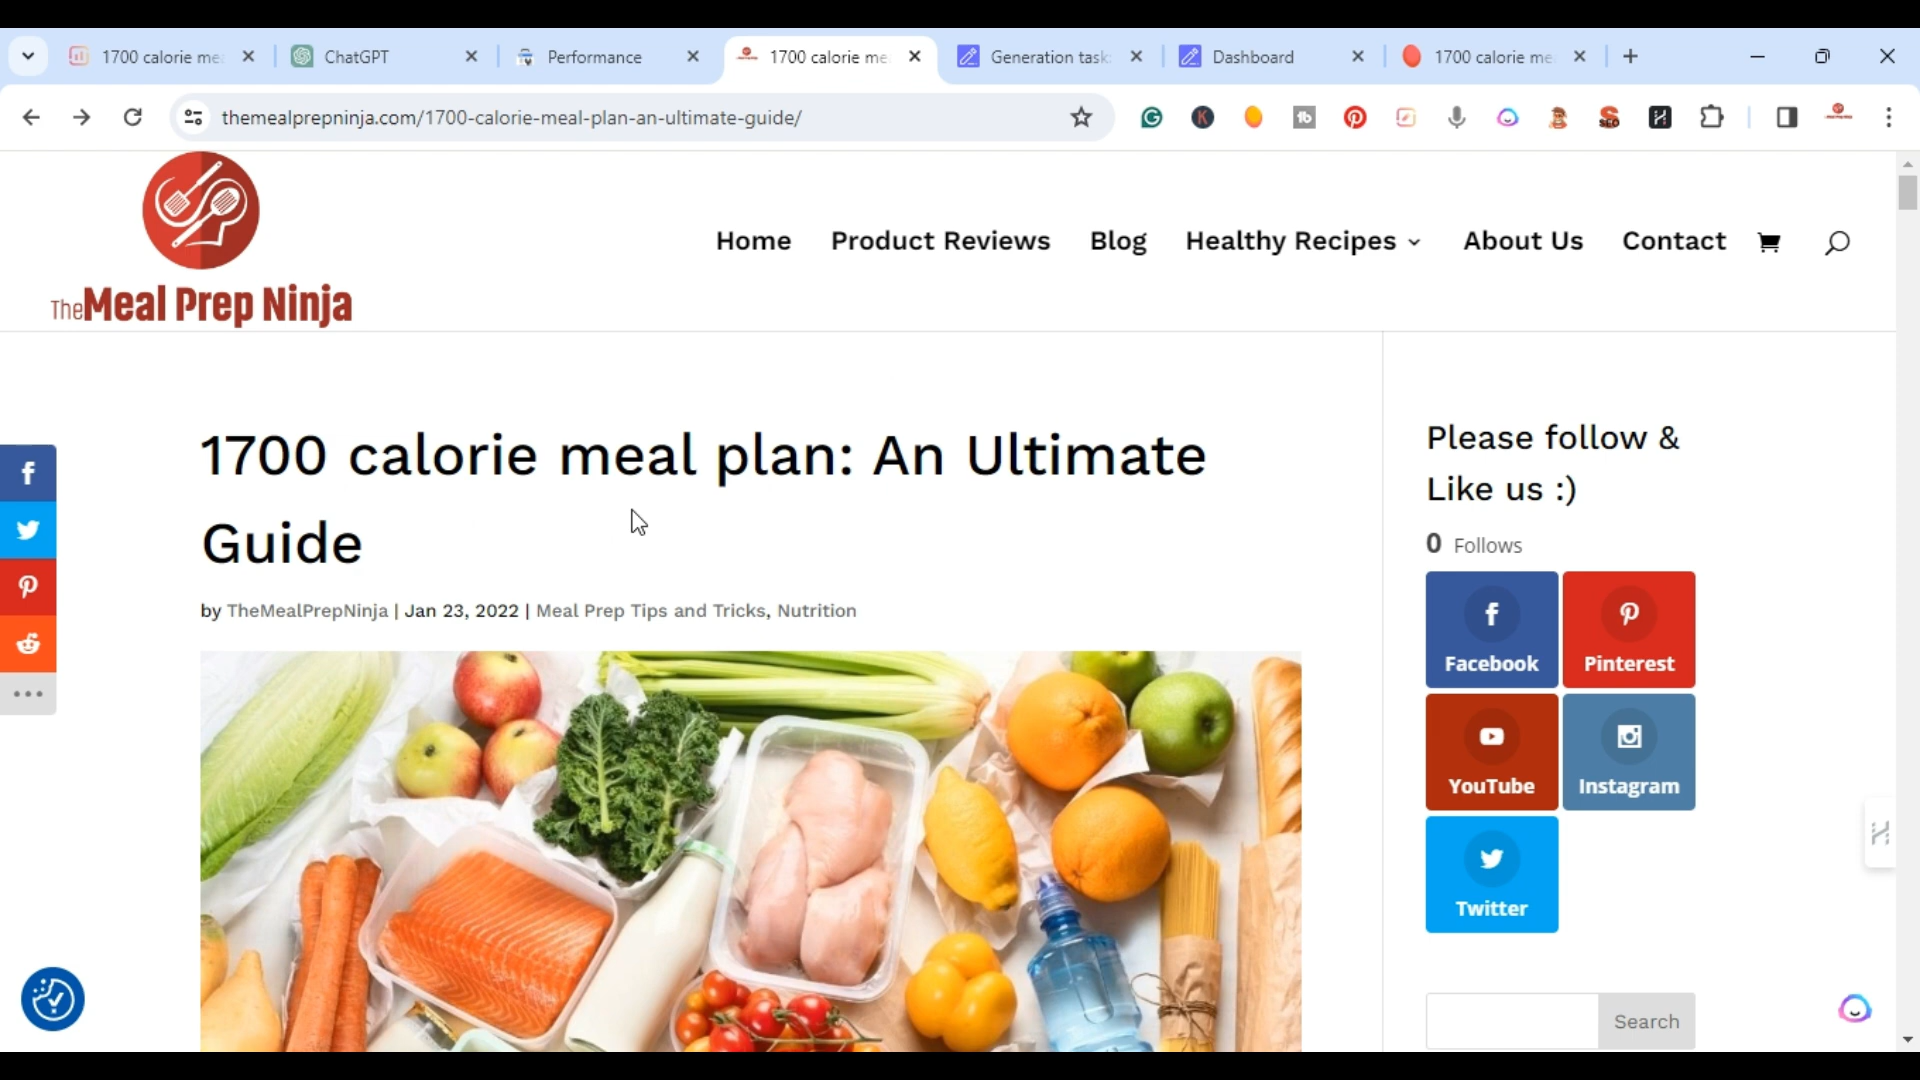 1700 calorie me
ChatGPT
Performance
1700 calorie me
Generation task
Dashboard
1700 calorie me
themealprepninja.com/1700-calorie-meal-plan-an-ultimate-guide/
TheMeal Prep Ninja
Home
Product Reviews
Blog
Healthy Recipes
About Us
Contact
1700 calorie meal plan: An Ultimate
Guide
by TheMealPrepNinja | Jan 23, 2022 | Meal Prep Tips and Tricks, Nutrition
Please follow &
Like us :)
0 Follows
Facebook
Pinterest
YouTube
Instagram
Twitter
Search